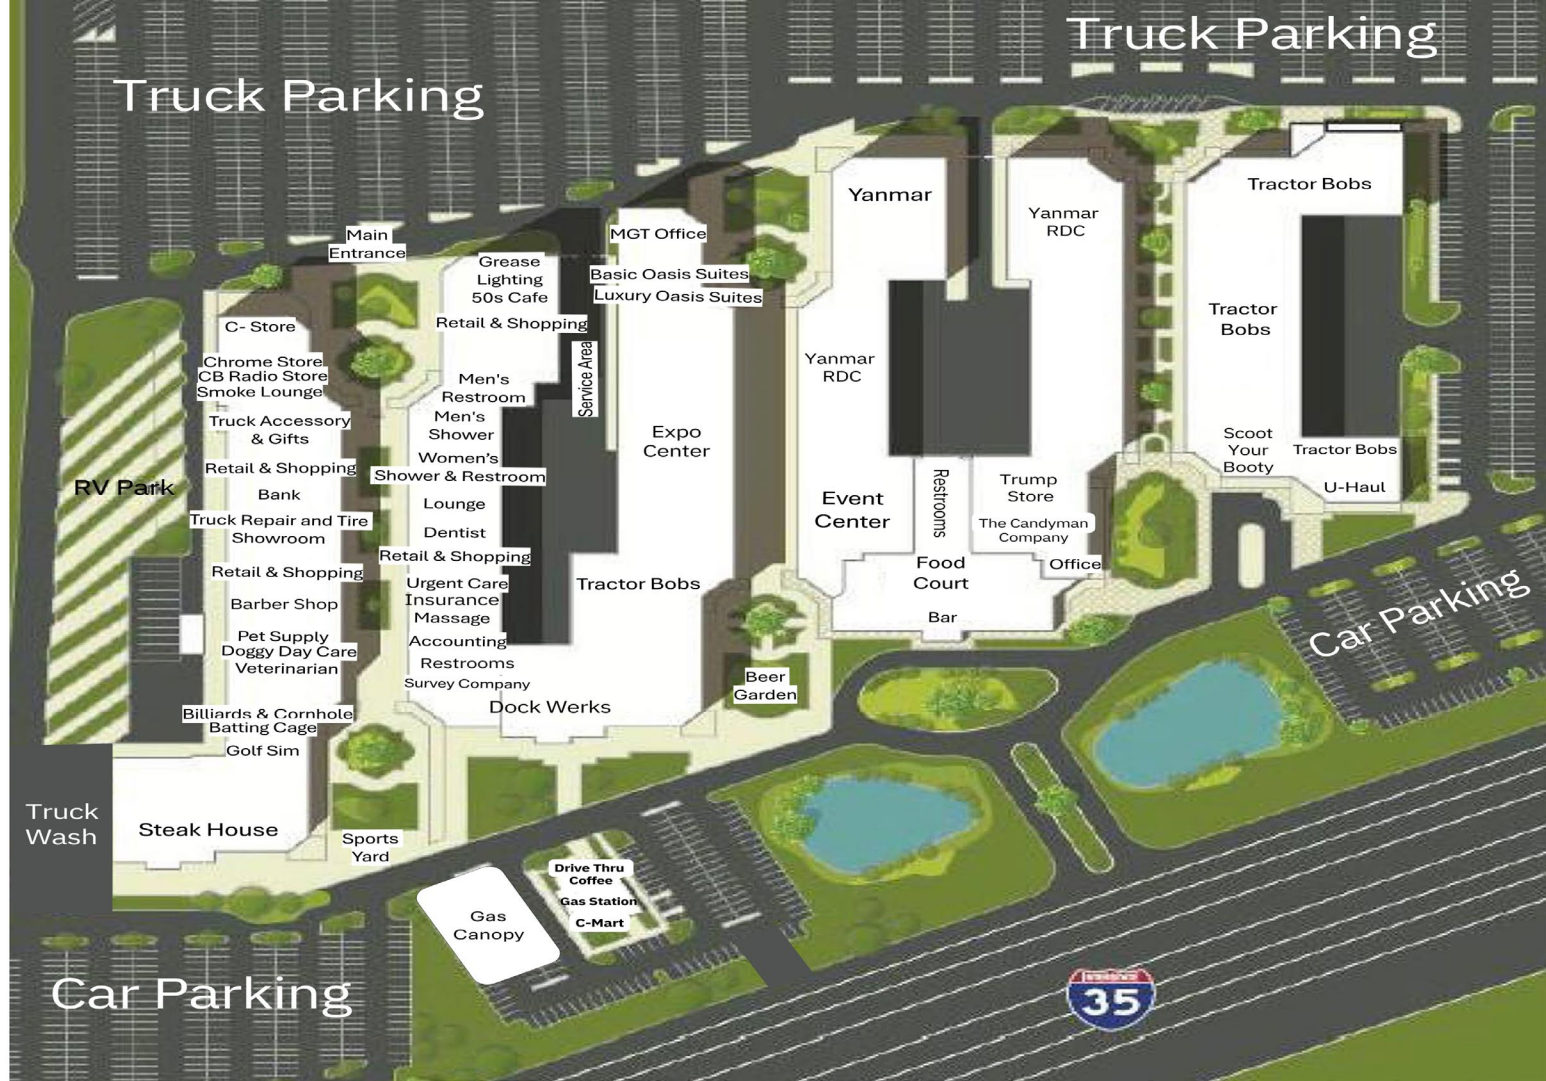 Truck Parking
Truck Parking
Main
Entrance
C- Store
Chrome Store
CB Radio Store
Smoke Lounge
Truck Accessory
& Gifts
Retail & Shopping
Bank
Truck Repair and Tire
Showroom
Retail & Shopping
Barber Shop
Pet Supply
Doggy Day Care
Veterinarian
Billiards & Cornhole
Batting Cage
Golf Sim
Steak House
RV Park
Truck
Wash
Sports
Yard
Grease
Lighting
50s Cafe
Retail & Shopping
Men's
Restroom
Men's
Shower
Women's
Shower & Restroom
Lounge
Dentist
Retail & Shopping
Urgent Care
Insurance
Massage
Accounting
Restrooms
Survey Company
Dock Werks
Service Area
MGT Office
Basic Oasis Suites
Luxury Oasis Suites
Expo
Center
Tractor Bobs
Beer
Garden
Yanmar
Yanmar
RDC
Yanmar
RDC
Event
Center
Restrooms
Trump
Store
The Candyman
Company
Office
Food
Court
Bar
Tractor Bobs
Tractor
Bobs
Scoot
Your
Booty
Tractor Bobs
U-Haul
Car Parking
Drive Thru
Coffee
Gas Station
C-Mart
Gas
Canopy
Car Parking
35